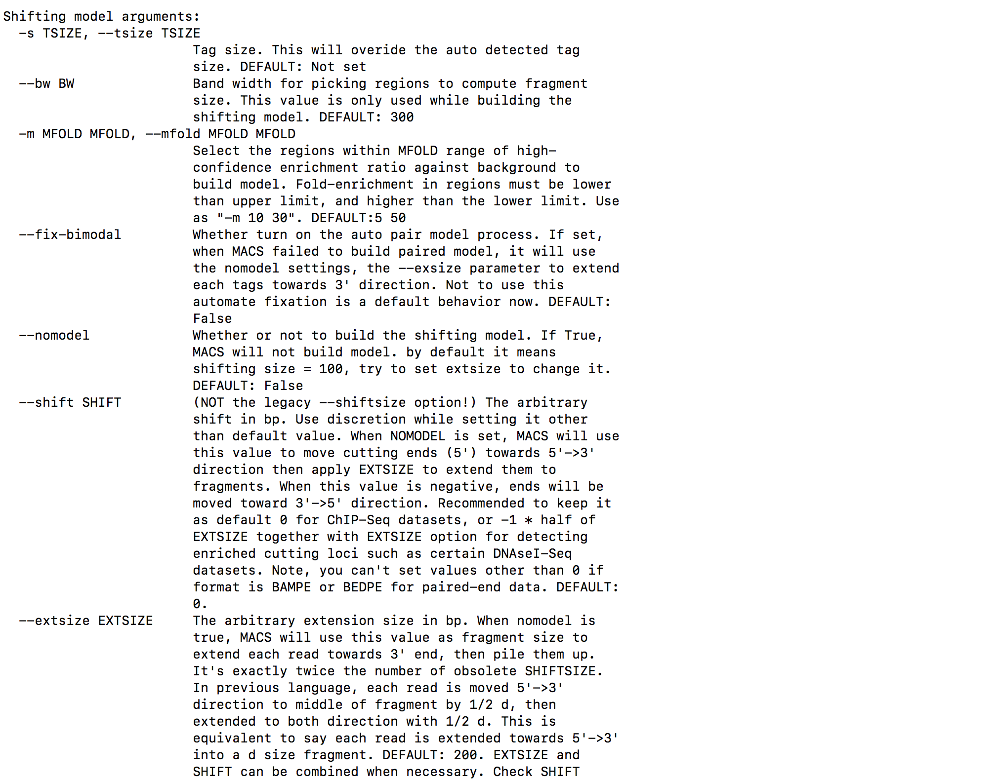 Shifting model arguments:
-s TSIZE, --tsize TSIZE
Tag size. This will overide the auto detected tag
size. DEFAULT: Not set
--bw BW Band width for picking regions to compute fragment
size. This value is only used while building the
shifting model. DEFAULT: 300
-m MFOLD MFOLD, --mfold MFOLD MFOLD
Select the regions within MFOLD range of high-
confidence enrichment ratio against background to
build model. Fold-enrichment in regions must be lower
than upper limit, and higher than the lower limit. Use
as "-m 10 30". DEFAULT:5 50
--fix-bimodal Whether turn on the auto pair model process. If set,
when MACS failed to build paired model, it will use
the nomodel settings, the --exsize parameter to extend
each tags towards 3' direction. Not to use this
automate fixation is a default behavior now. DEFAULT:
False
--nomodel Whether or not to build the shifting model. If True,
MACS will not build model. by default it means
shifting size = 100, try to set extsize to change it.
DEFAULT: False
--shift SHIFT (NOT the legacy --shiftsize option!) The arbitrary
shift in bp. Use discretion while setting it other
than default value. When NOMODEL is set, MACS will use
this value to move cutting ends (5') towards 5'->3'
direction then apply EXTSIZE to extend them to
fragments. When this value is negative, ends will be
moved toward 3'->5' direction. Recommended to keep it
as default 0 for ChIP-Seq datasets, or -1 * half of
EXTSIZE together with EXTSIZE option for detecting
enriched cutting loci such as certain DNAseI-Seq
datasets. Note, you can't set values other than 0 if
format is BAMPE or BEDPE for paired-end data. DEFAULT:
0.
--extsize EXTSIZE The arbitrary extension size in bp. When nomodel is
true, MACS will use this value as fragment size to
extend each read towards 3' end, then pile them up.
It's exactly twice the number of obsolete SHIFTSIZE.
In previous language, each read is moved 5'->3'
direction to middle of fragment by 1/2 d, then
extended to both direction with 1/2 d. This is
equivalent to say each read is extended towards 5'->3'
into a d size fragment. DEFAULT: 200. EXTSIZE and
SHIFT can be combined when necessary. Check SHIFT